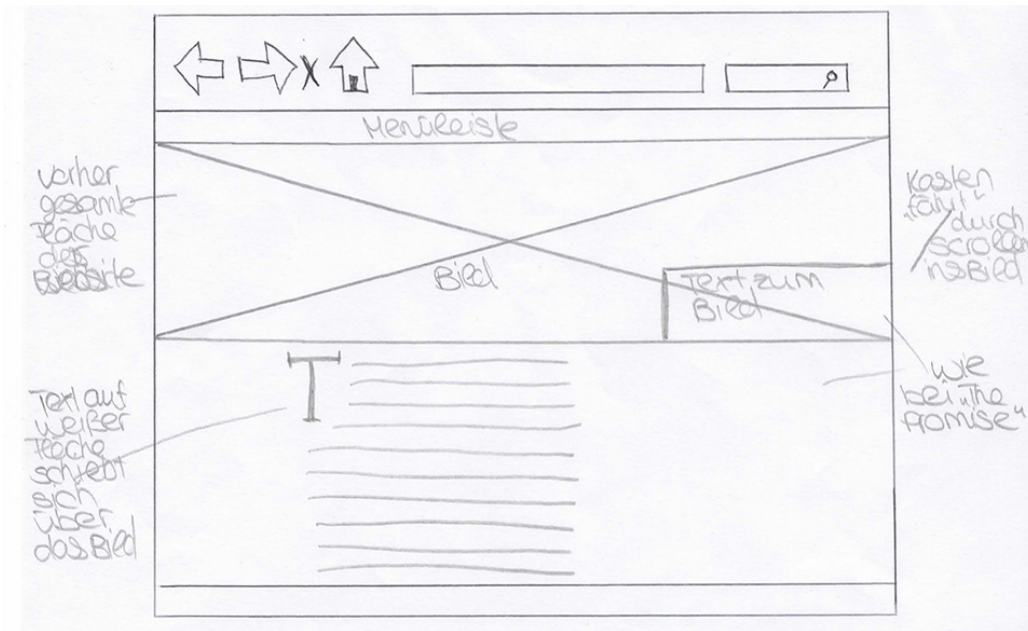 Menüleiste
vorher
gesamte
Fläche
der
Webseite
Bild
Text zum
Bild
Kasten
"fährt"
durch
Scrollen
ins Bild
wie
bei "The
Promise"
Text auf
weißer
Fläche
schiebt
sich
über
das Bild
T